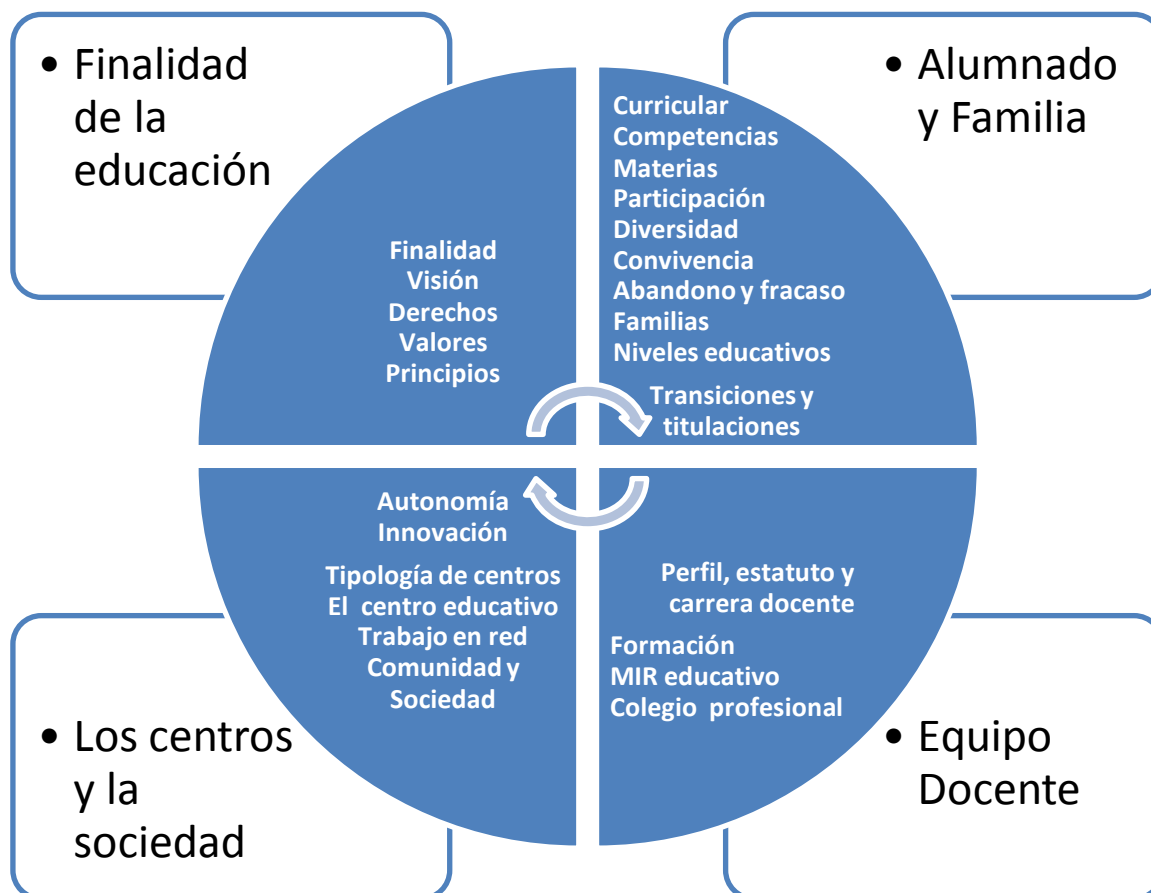 • Finalidad
de la
educación
• Alumnado
y Familia
Finalidad
Visión
Derechos
Valores
Principios
Curricular
Competencias
Materias
Participación
Diversidad
Convivencia
Abandono y fracaso
Familias
Niveles educativos
Transiciones y
titulaciones
Autonomía
Innovación
Tipología de centros
El centro educativo
Trabajo en red
Comunidad y
Sociedad
Perfil, estatuto y
carrera docente
Formación
MIR educativo
Colegio profesional
• Los centros
y la
sociedad
• Equipo
Docente